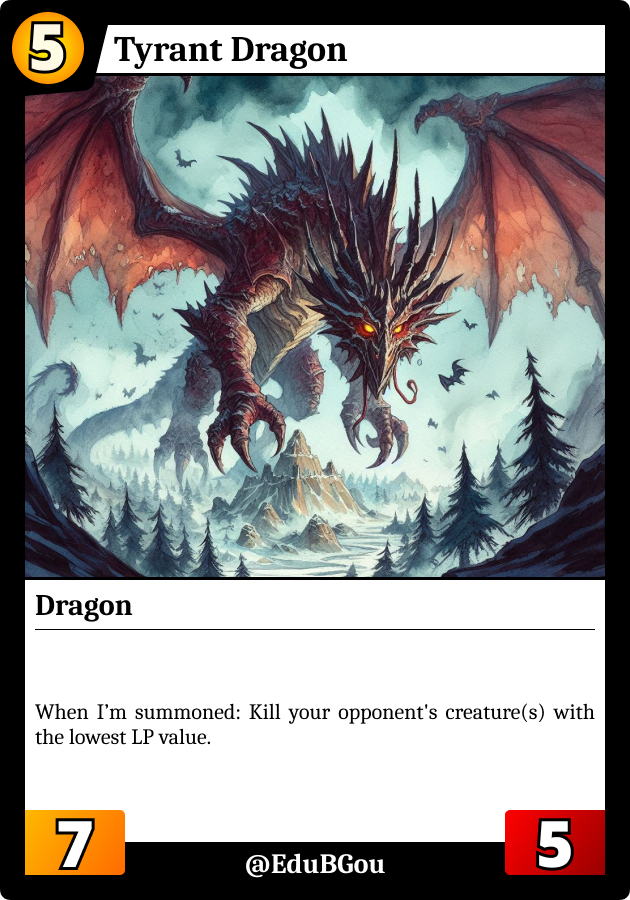 5
Tyrant Dragon
Dragon
When I’m summoned: Kill your opponent's creature(s) with
the lowest LP value.
7
@EduBGou
5